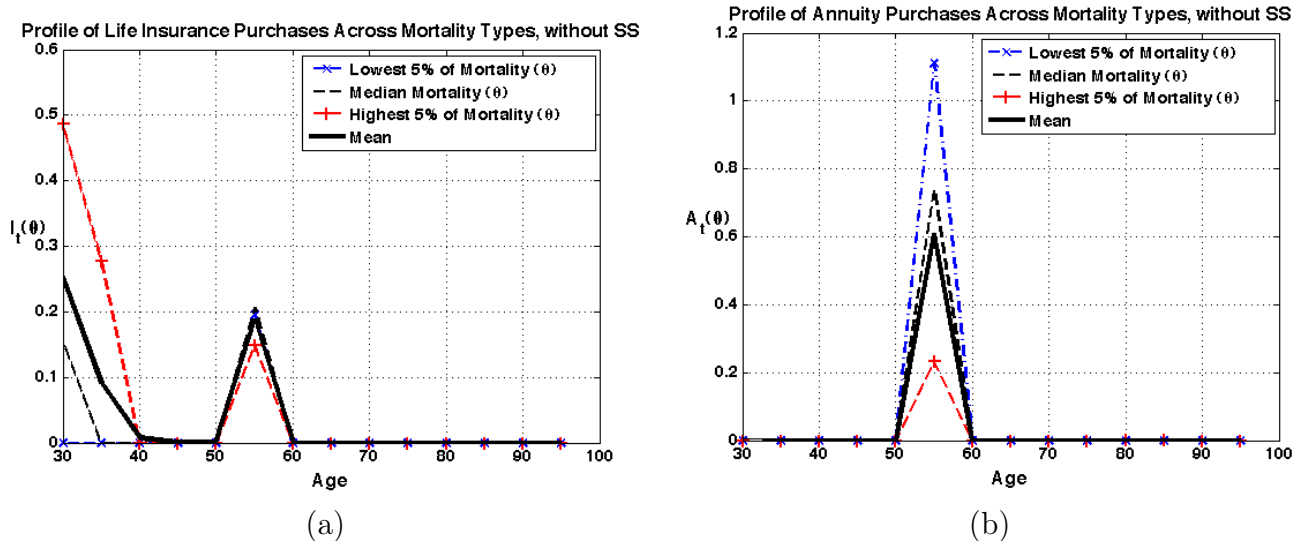 Profile of Life Insurance Purchases Across Mortality Types, without SS
0.6
0.5
0.4
0.3
0.2
0.1
0
I_t(θ)
Lowest 5% of Mortality (θ)
Median Mortality (θ)
Highest 5% of Mortality (θ)
Mean
30 40 50 60 70 80 90 100
Age
(a)
Profile of Annuity Purchases Across Mortality Types, without SS
1.2
1
0.8
0.6
0.4
0.2
0
A_t(θ)
Lowest 5% of Mortality (θ)
Median Mortality (θ)
Highest 5% of Mortality (θ)
Mean
30 40 50 60 70 80 90 100
Age
(b)